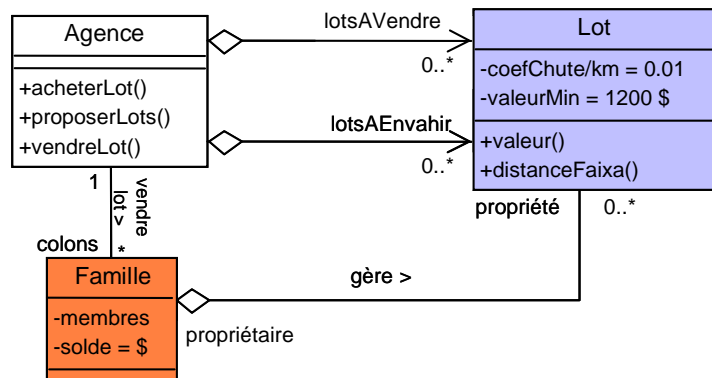 Agence
+acheterLot()
+proposerLots()
+vendreLot()
lotsAVendre
0..*
lotsAEnvahir
0..*
Lot
-coefChute/km = 0.01
-valeurMin = 1200 $
+valeur()
+distanceFaixa()
propriété
0..*
1
vendre
lot >
colons
*
Famille
-membres
-solde = $
gère >
propriétaire